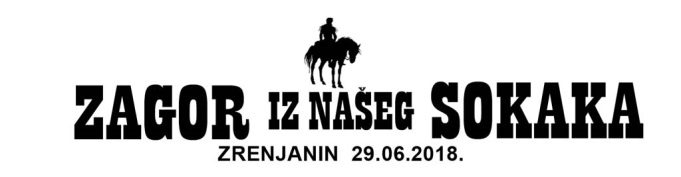 ZAGOR IZ NAŠEG SOKAKA
ZRENJANIN 29.06.2018.